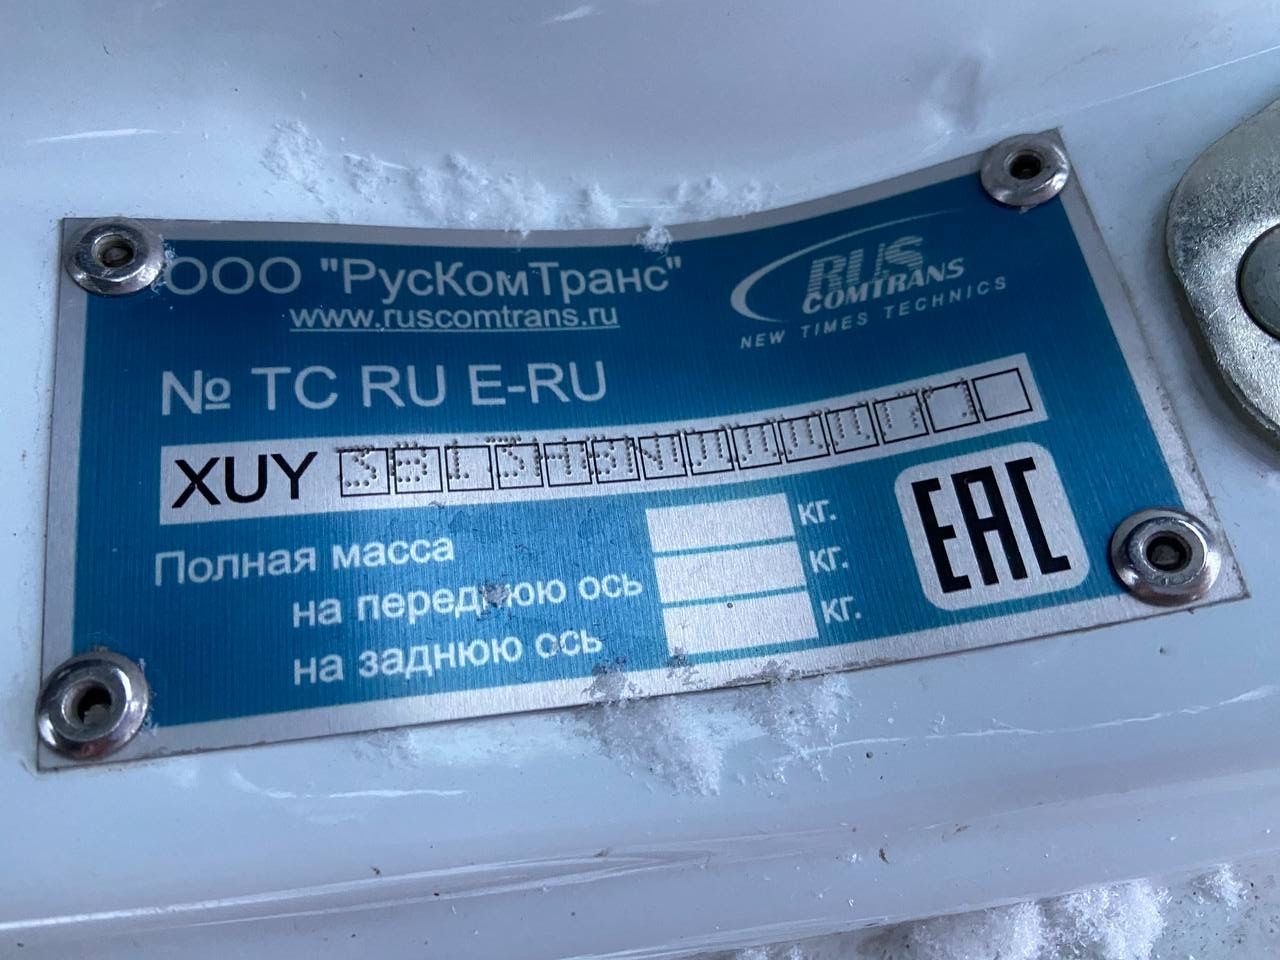 ООО "РусКомТранс"
www.ruscomtrans.ru
RUS
COMTRANS
NEW TIMES TECHNICS
№ ТС RU E-RU
XUY
Полная масса кг.
на переднюю ось кг.
на заднюю ось кг.
EAC